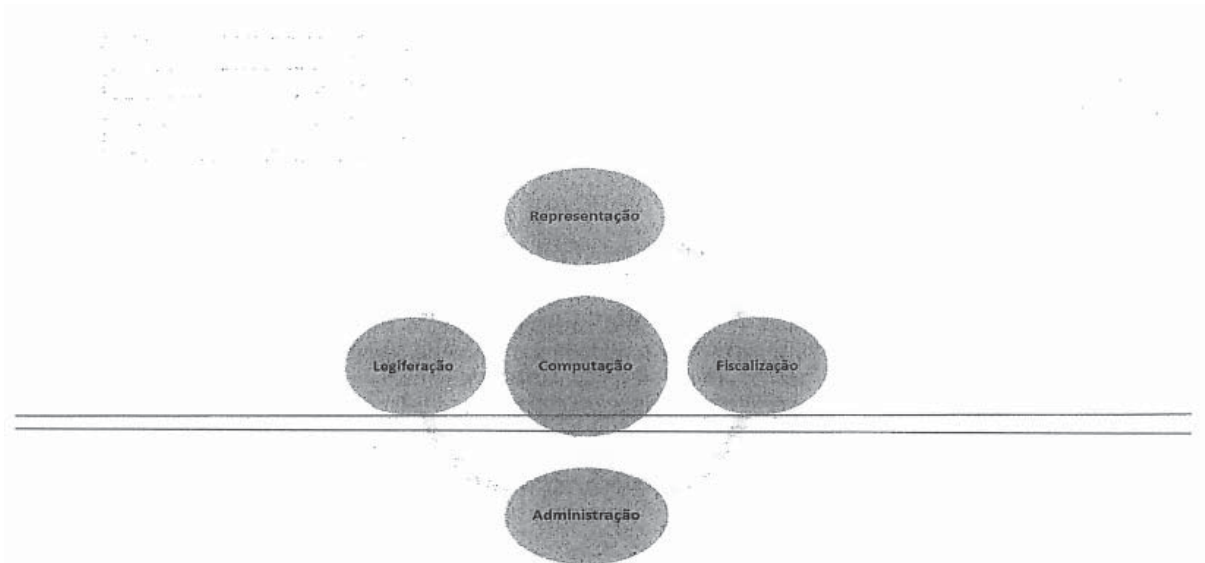 Representação
Legiferação
Computação
Fiscalização
Administração